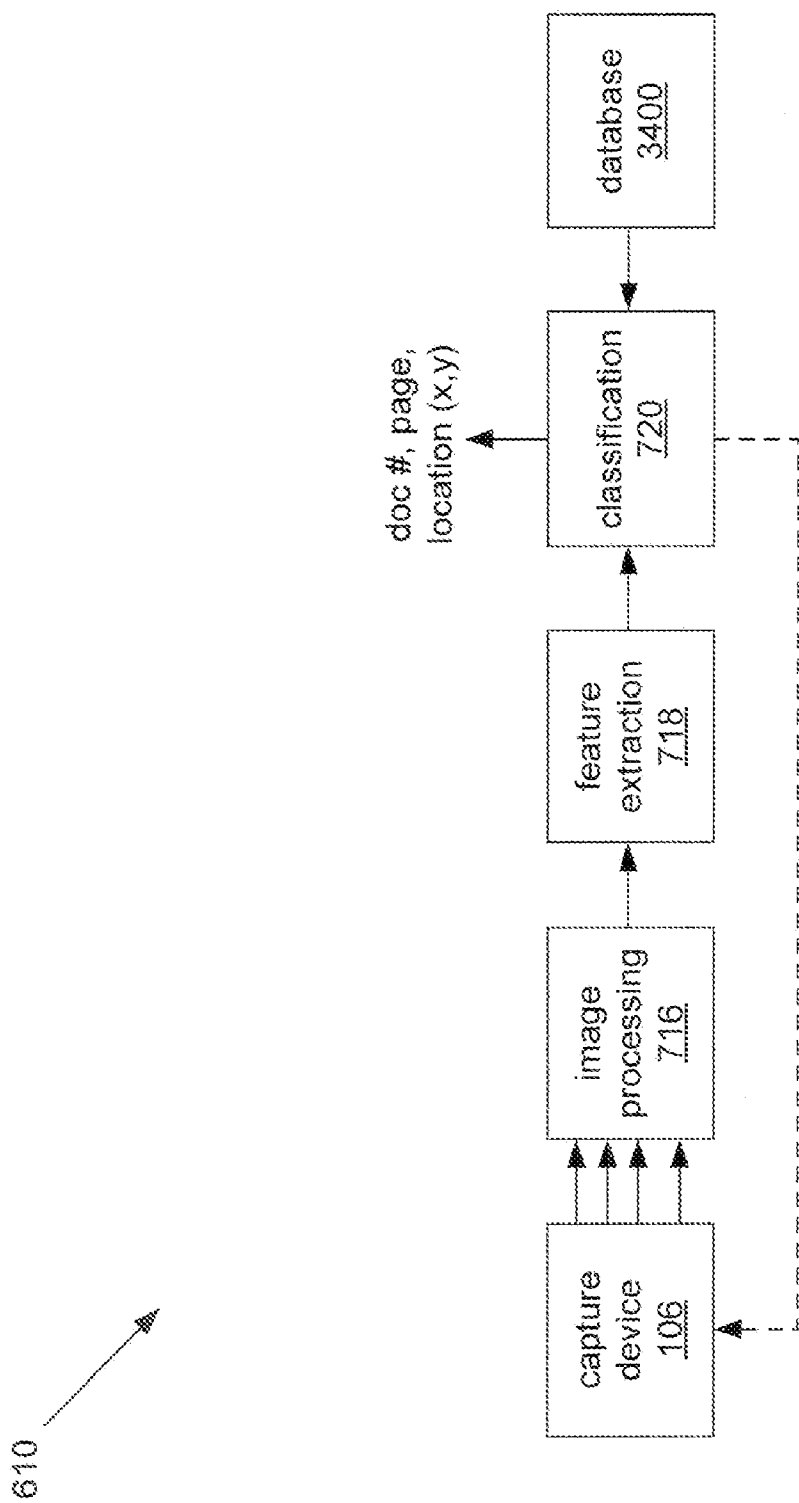 610
capture
device
106
image
processing
716
feature
extraction
718
classification
720
doc #, page,
location (x,y)
database
3400